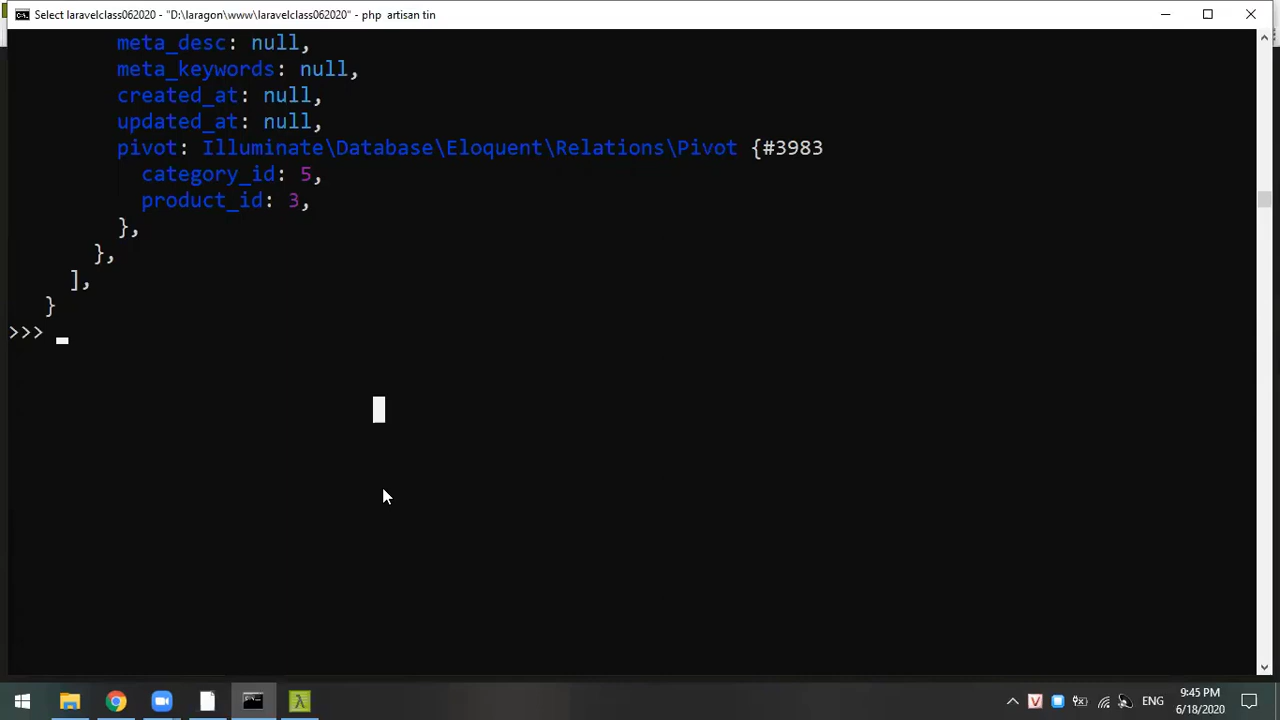 Select laravelclass062020 - "D:\laragon\www\laravelclass062020" - php  artisan tin
meta_desc: null,
meta_keywords: null,
created_at: null,
updated_at: null,
pivot: Illuminate\Database\Eloquent\Relations\Pivot {#3983
category_id: 5,
product_id: 3,
},
},
],
}
>>>
ENG
9:45 PM
6/18/2020